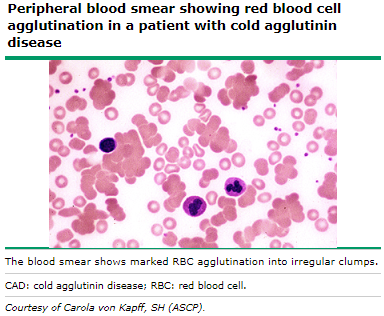 Peripheral blood smear showing red blood cell
agglutination in a patient with cold agglutinin
disease
The blood smear shows marked RBC agglutination into irregular clumps.
CAD: cold agglutinin disease; RBC: red blood cell.
Courtesy of Carola von Kapff, SH (ASCP).